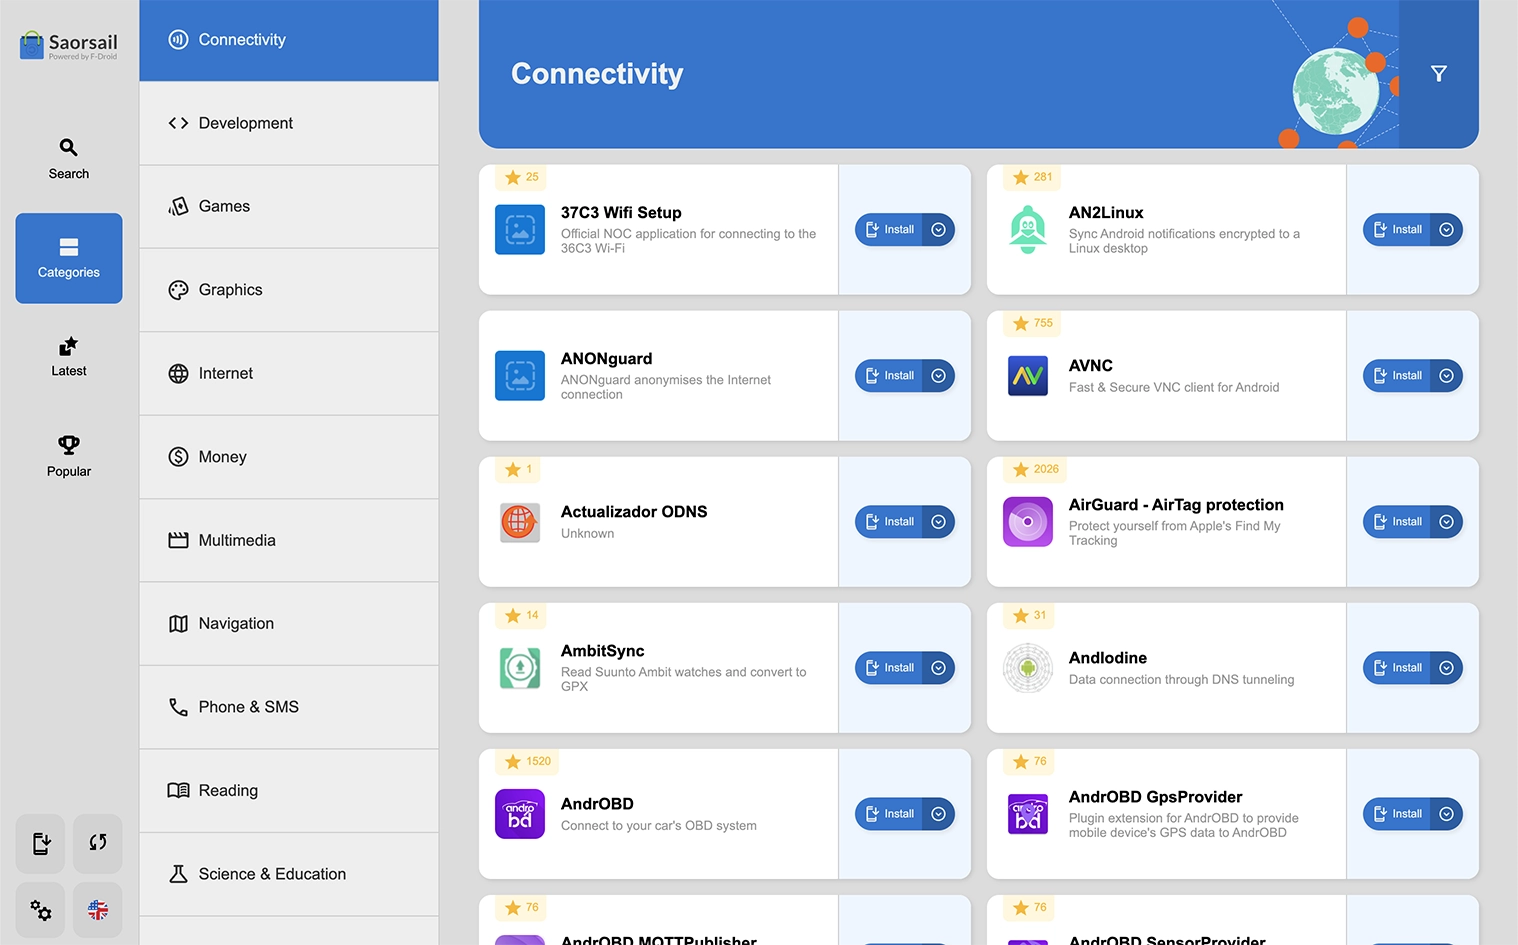 Saorsail
Powered by F-Droid
Search
Categories
Latest
Popular
Connectivity
Development
Games
Graphics
Internet
Money
Multimedia
Navigation
Phone & SMS
Reading
Science & Education
Connectivity
25
37C3 Wifi Setup
Official NOC application for connecting to the
36C3 Wi-Fi
Install
281
AN2Linux
Sync Android notifications encrypted to a
Linux desktop
Install
ANONguard
ANONguard anonymises the Internet
connection
Install
755
AVNC
Fast & Secure VNC client for Android
Install
1
Actualizador ODNS
Unknown
Install
2026
AirGuard - AirTag protection
Protect yourself from Apple's Find My
Tracking
Install
14
AmbitSync
Read Suunto Ambit watches and convert to
GPX
Install
31
AndIodine
Data connection through DNS tunneling
Install
1520
andro
bd
AndrOBD
Connect to your car's OBD system
Install
76
andro
bd
AndrOBD GpsProvider
Plugin extension for AndrOBD to provide
mobile device's GPS data to AndrOBD
Install
76
AndrOBD MQTTPublisher
76
AndrOBD SensorProvider